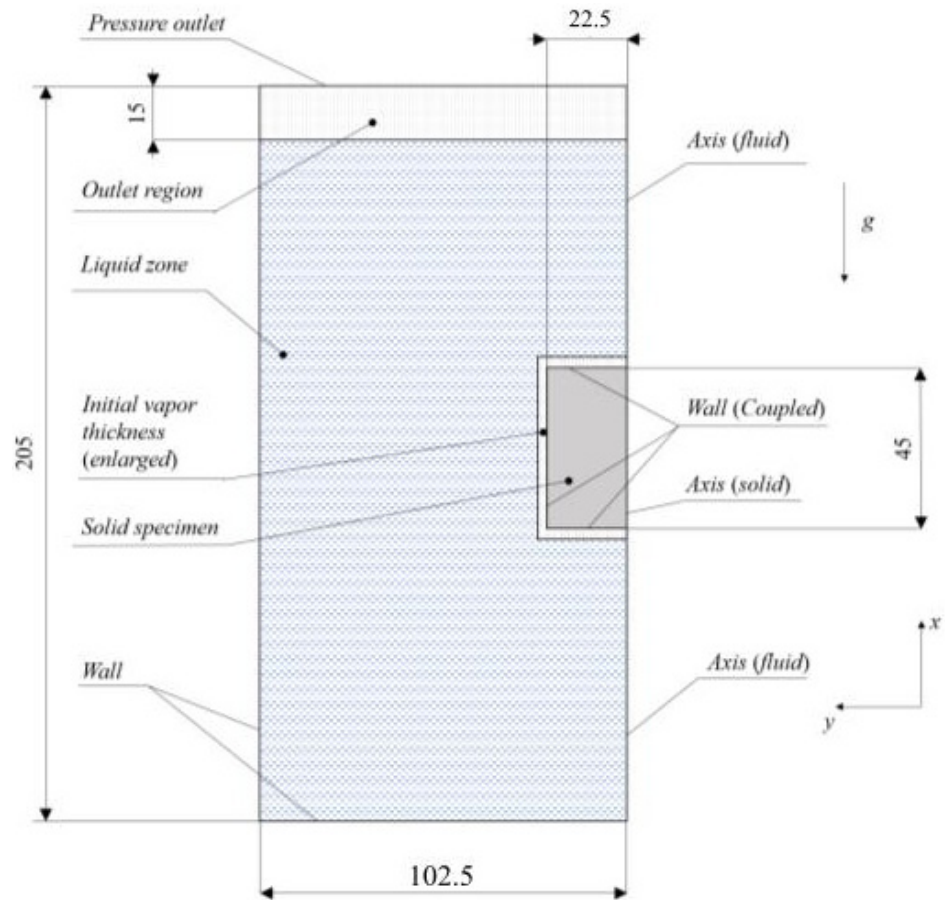 22.5
Pressure outlet
15
Axis (fluid)
Outlet region
g
Liquid zone
Initial vapor
thickness
(enlarged)
Wall (Coupled)
205
45
Axis (solid)
Solid specimen
x
Wall
Axis (fluid)
y
102.5